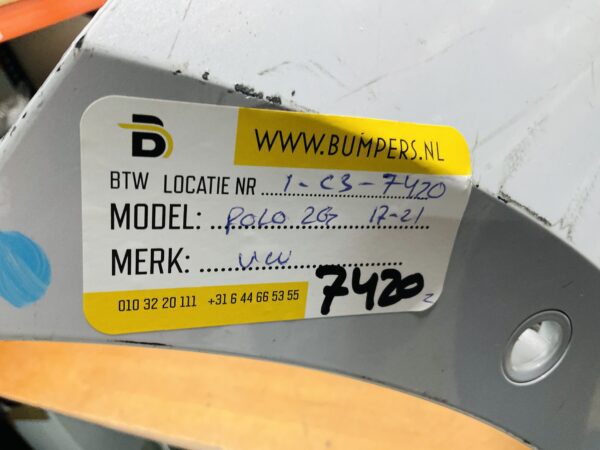 WWW.BUMPERS.NL
BTW LOCATIE NR 1-C3-7420
MODEL: POLO 2G 17-21
MERK: VW
010 32 20 111 +31 6 44 66 53 55
7420
2